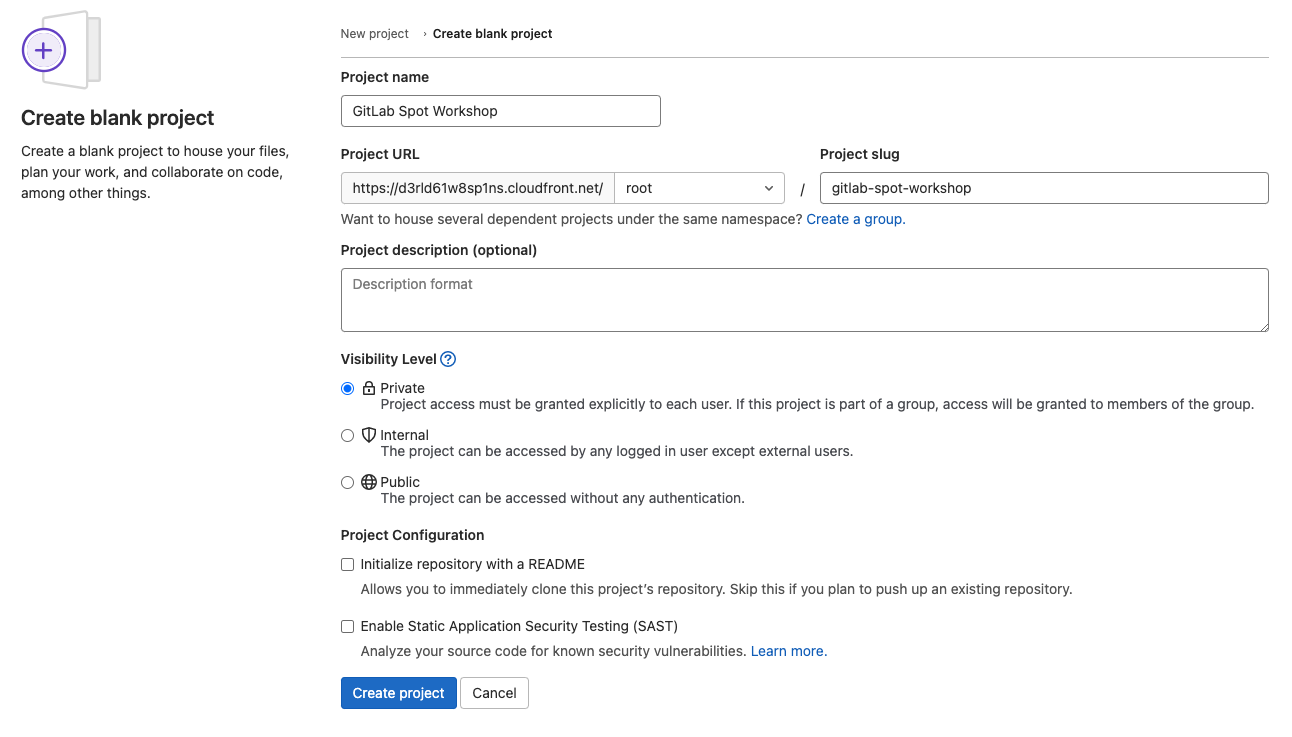 Create blank project
Create a blank project to house your files,
plan your work, and collaborate on code,
among other things.
New project › Create blank project
Project name
GitLab Spot Workshop
Project URL
https://d3rld61w8sp1ns.cloudfront.net/ root
/
Project slug
gitlab-spot-workshop
Want to house several dependent projects under the same namespace? Create a group.
Project description (optional)
Description format
Visibility Level
Private
Project access must be granted explicitly to each user. If this project is part of a group, access will be granted to members of the group.
Internal
The project can be accessed by any logged in user except external users.
Public
The project can be accessed without any authentication.
Project Configuration
Initialize repository with a README
Allows you to immediately clone this project’s repository. Skip this if you plan to push up an existing repository.
Enable Static Application Security Testing (SAST)
Analyze your source code for known security vulnerabilities. Learn more.
Create project
Cancel